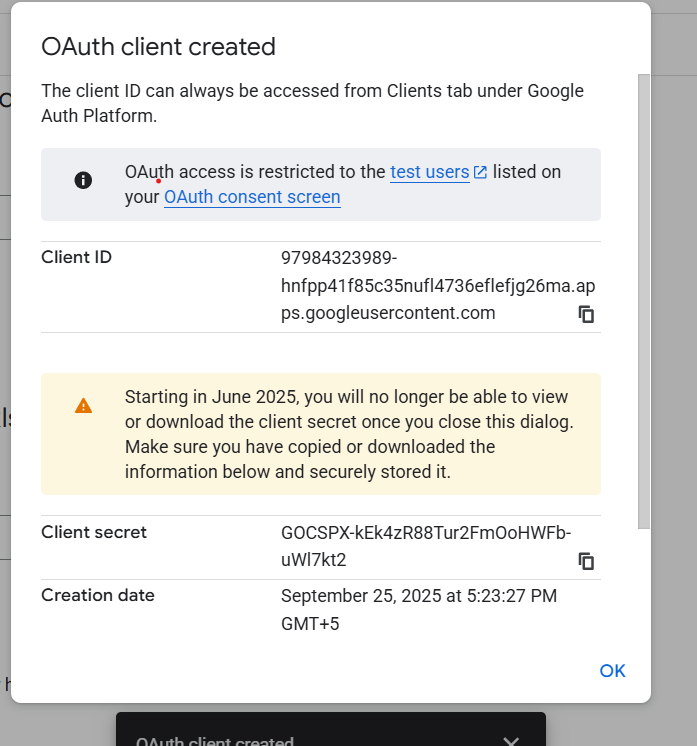 OAuth client created
The client ID can always be accessed from Clients tab under Google
Auth Platform.
OAuth access is restricted to the test users listed on
your OAuth consent screen
Client ID
97984323989-
hnfpp41f85c35nufl4736eflefjg26ma.ap
ps.googleusercontent.com
Starting in June 2025, you will no longer be able to view
or download the client secret once you close this dialog.
Make sure you have copied or downloaded the
information below and securely stored it.
Client secret
GOCSPX-kEk4zR88Tur2FmOoHWFb-
uWl7kt2
Creation date
September 25, 2025 at 5:23:27 PM
GMT+5
OK
OAuth client created